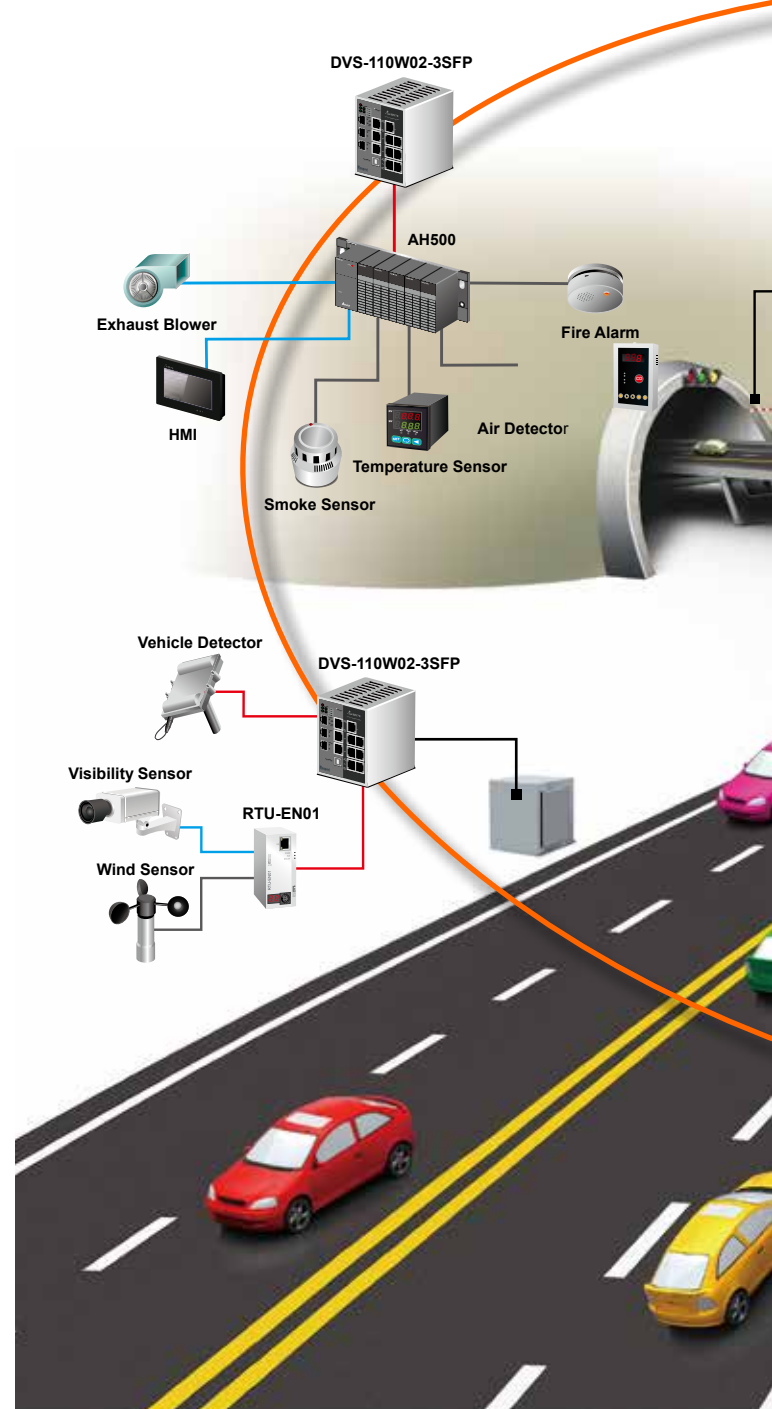 DVS-110W02-3SFP
AH500
Exhaust Blower
Fire Alarm
HMI
Air Detector
Temperature Sensor
Smoke Sensor
Vehicle Detector
DVS-110W02-3SFP
Visibility Sensor
RTU-EN01
Wind Sensor